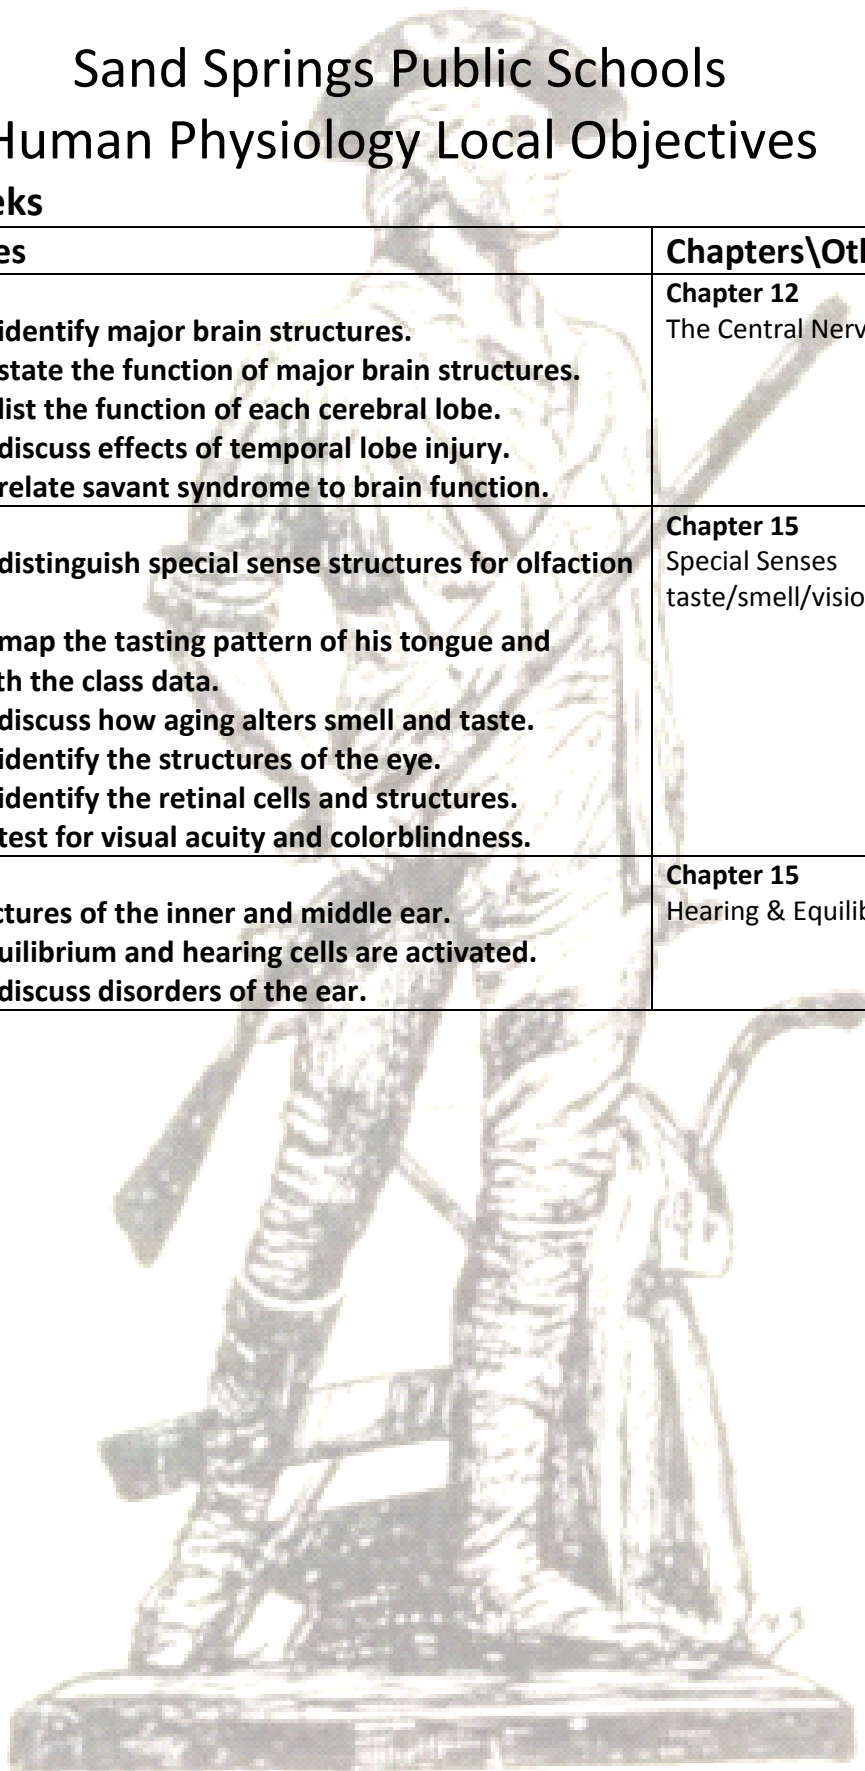 Sand Springs Public Schools
Human Physiology Local Objectives
eks
es
Chapters\Oth
identify major brain structures.
state the function of major brain structures.
list the function of each cerebral lobe.
discuss effects of temporal lobe injury.
relate savant syndrome to brain function.
Chapter 12
The Central Nerv
distinguish special sense structures for olfaction
map the tasting pattern of his tongue and
th the class data.
discuss how aging alters smell and taste.
identify the structures of the eye.
identify the retinal cells and structures.
test for visual acuity and colorblindness.
Chapter 15
Special Senses
taste/smell/visio
ctures of the inner and middle ear.
uilibrium and hearing cells are activated.
discuss disorders of the ear.
Chapter 15
Hearing & Equilib